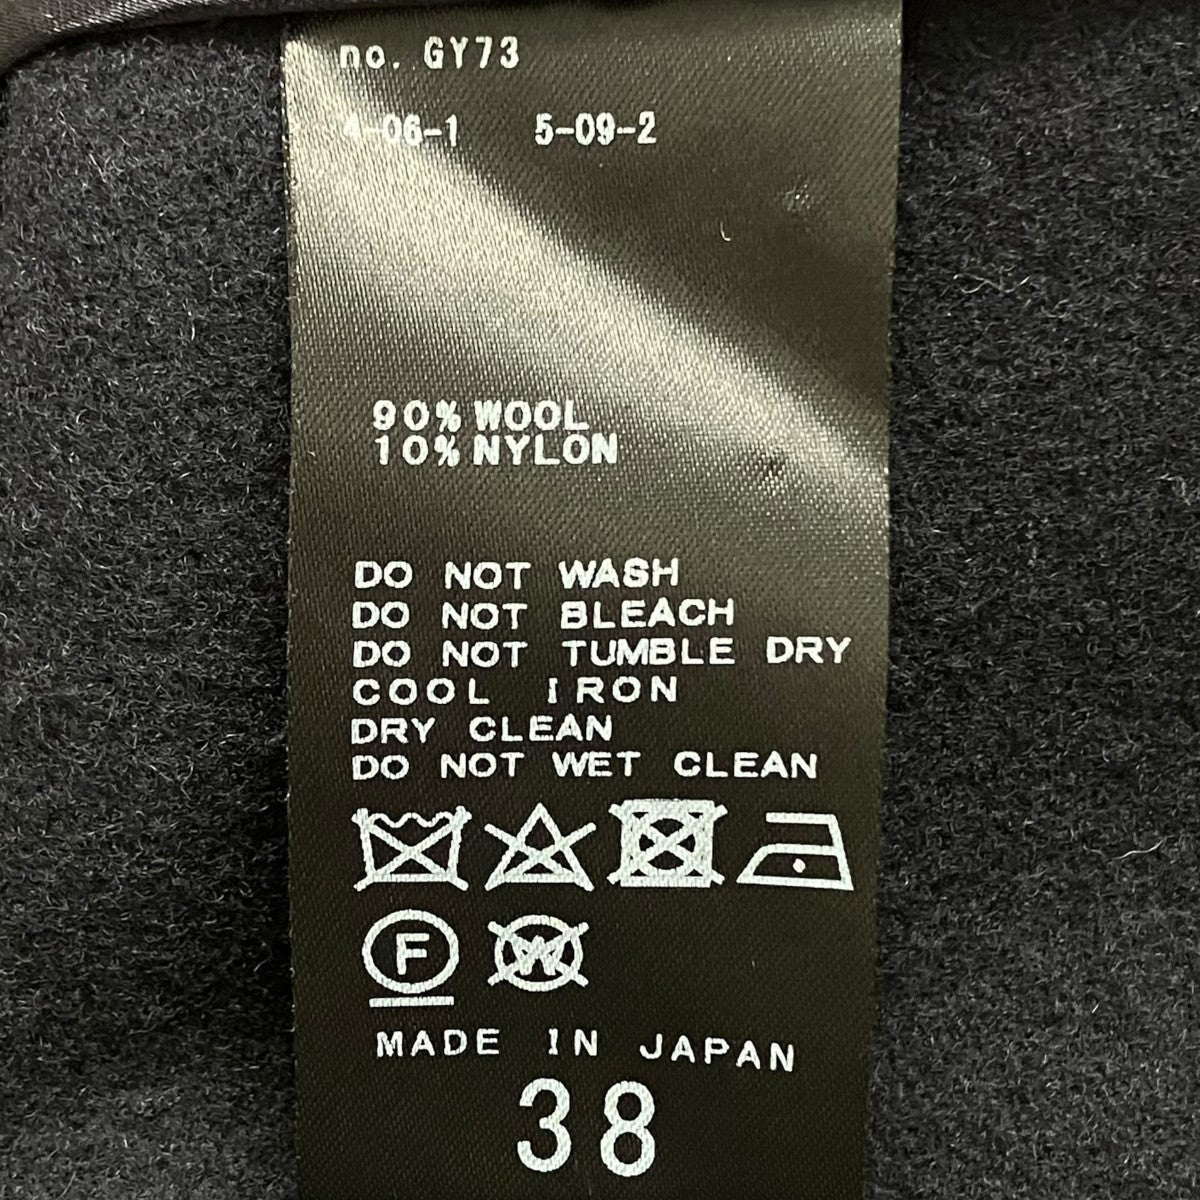 no. GY73
4-06-1 5-09-2
90% WOOL
10% NYLON
DO NOT WASH
DO NOT BLEACH
DO NOT TUMBLE DRY
COOL IRON
DRY CLEAN
DO NOT WET CLEAN
F W
MADE IN JAPAN
38